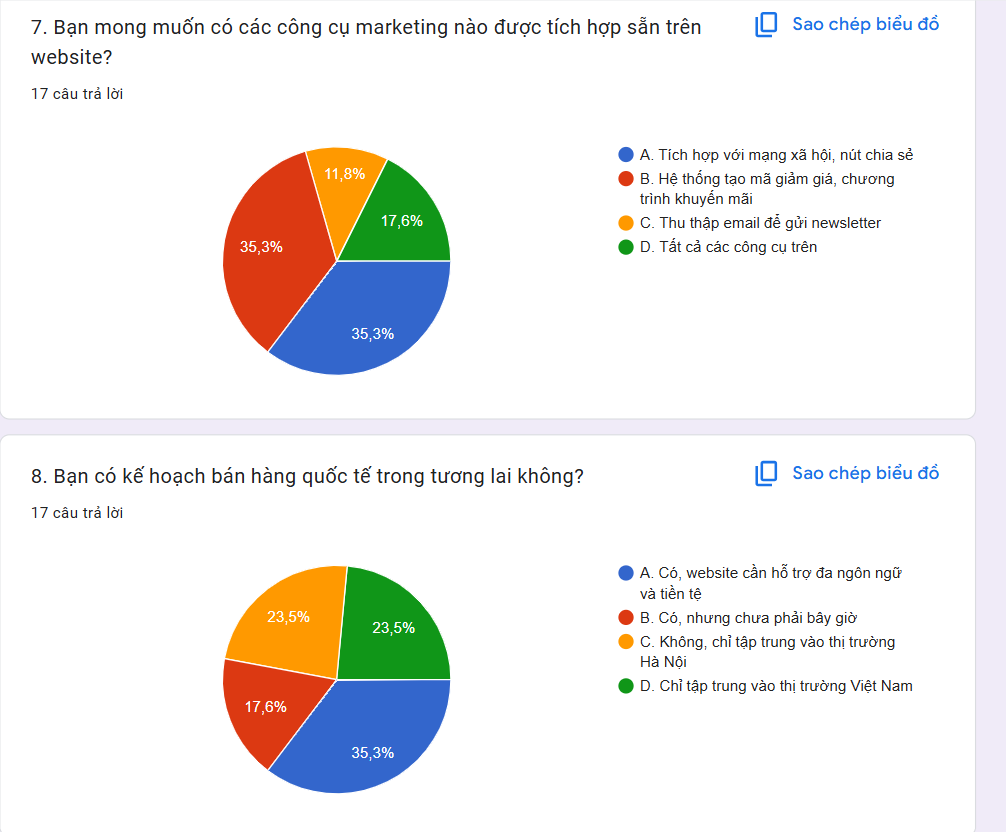 7. Bạn mong muốn có các công cụ marketing nào được tích hợp sẵn trên
website?
Sao chép biểu đồ
17 câu trả lời
11,8%
17,6%
35,3%
35,3%
A. Tích hợp với mạng xã hội, nút chia sẻ
B. Hệ thống tạo mã giảm giá, chương
trình khuyến mãi
C. Thu thập email để gửi newsletter
D. Tất cả các công cụ trên
8. Bạn có kế hoạch bán hàng quốc tế trong tương lai không?
Sao chép biểu đồ
17 câu trả lời
23,5%
23,5%
17,6%
35,3%
A. Có, website cần hỗ trợ đa ngôn ngữ
và tiền tệ
B. Có, nhưng chưa phải bây giờ
C. Không, chỉ tập trung vào thị trường
Hà Nội
D. Chỉ tập trung vào thị trường Việt Nam